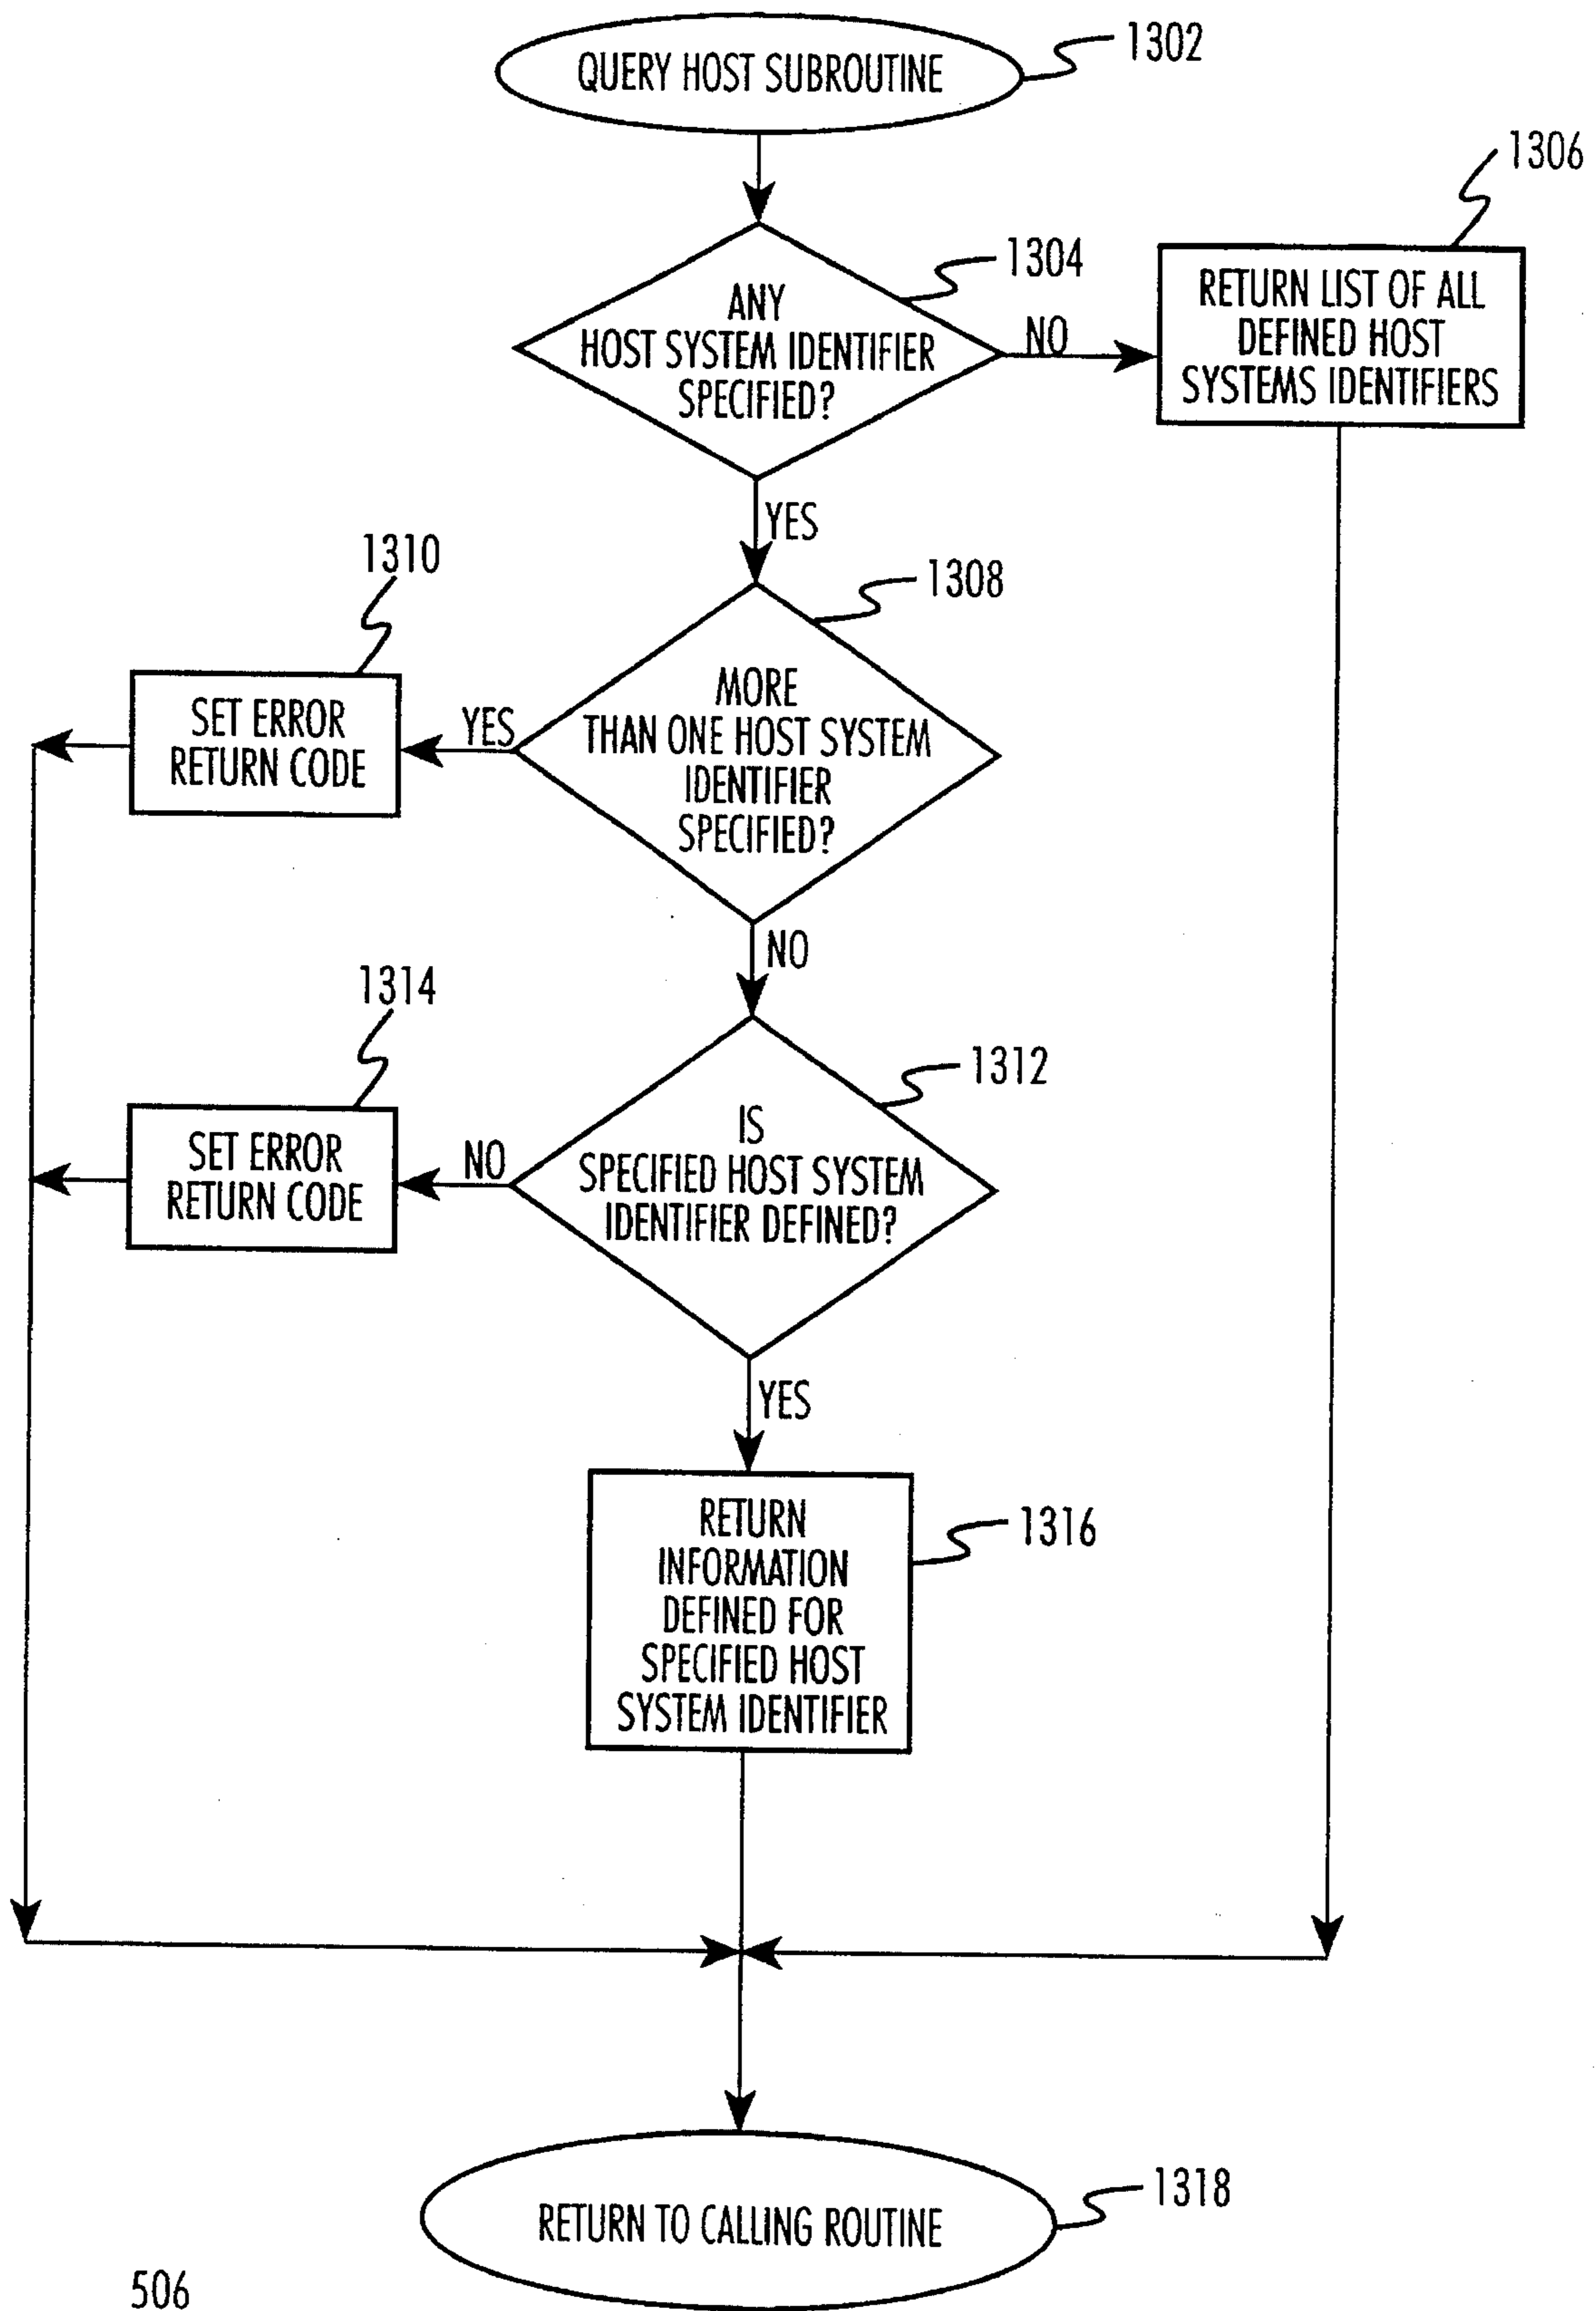 QUERY HOST SUBROUTINE
1302
1306
1304
ANY
HOST SYSTEM IDENTIFIER
SPECIFIED?
NO
RETURN LIST OF ALL
DEFINED HOST
SYSTEMS IDENTIFIERS
YES
1310
1308
SET ERROR
RETURN CODE
YES
MORE
THAN ONE HOST SYSTEM
IDENTIFIER
SPECIFIED?
NO
1314
1312
SET ERROR
RETURN CODE
NO
IS
SPECIFIED HOST SYSTEM
IDENTIFIER DEFINED?
YES
RETURN
INFORMATION
DEFINED FOR
SPECIFIED HOST
SYSTEM IDENTIFIER
1316
RETURN TO CALLING ROUTINE
1318
506